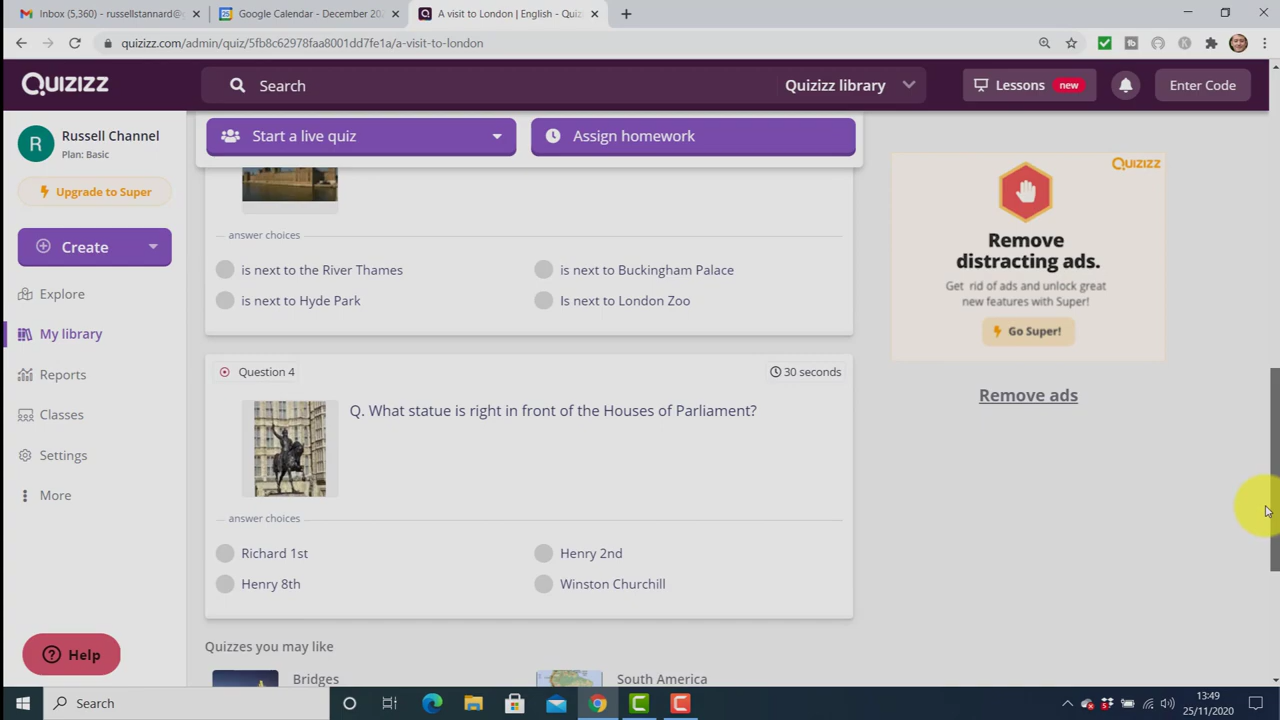 Inbox (5,360) - russellstannard@g
Google Calendar - December 202
A visit to London | English - Quiz
quizizz.com/admin/quiz/5fb8c62978faa8001dd7fe1a/a-visit-to-london
QUIZIZZ
Search
Quizizz library
Lessons new
Enter Code
R
Russell Channel
Plan: Basic
Upgrade to Super
Create
Explore
My library
Reports
Classes
Settings
More
Help
Start a live quiz
Assign homework
answer choices
is next to the River Thames
is next to Buckingham Palace
is next to Hyde Park
Is next to London Zoo
Question 4
30 seconds
Q. What statue is right in front of the Houses of Parliament?
answer choices
Richard 1st
Henry 2nd
Henry 8th
Winston Churchill
Quizzes you may like
Bridges
South America
QUIZIZZ
Remove
distracting ads.
Get rid of ads and unlock great
new features with Super!
Go Super!
Remove ads
Search
13:49
25/11/2020